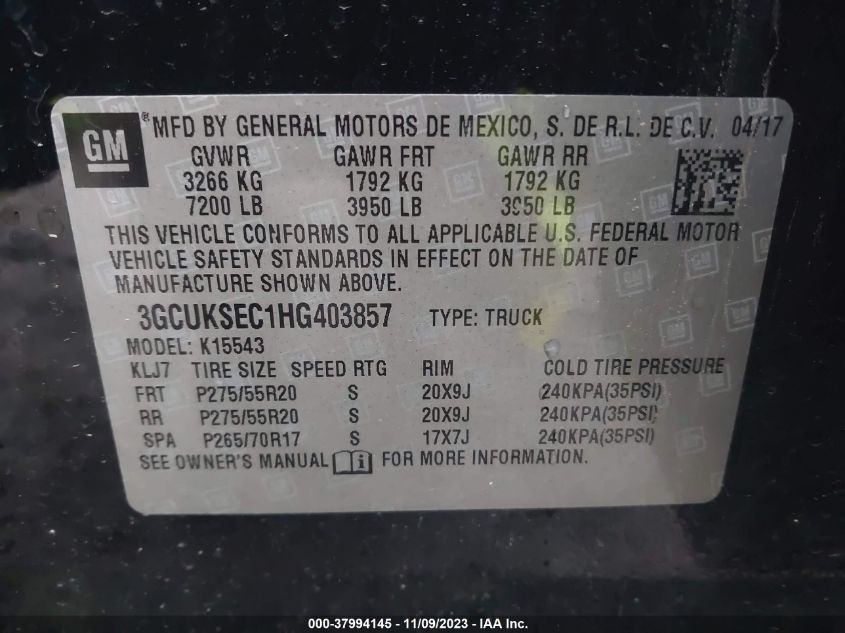 GM® MFD BY GENERAL MOTORS DE MEXICO, S. DE R.L. DE C.V. 04/17
GVWR GAWR FRT GAWR RR
3266 KG 1792 KG 1792 KG
7200 LB 3950 LB 3950 LB
THIS VEHICLE CONFORMS TO ALL APPLICABLE U.S. FEDERAL MOTOR
VEHICLE SAFETY STANDARDS IN EFFECT ON THE DATE OF
MANUFACTURE SHOWN ABOVE.
3GCUKSEC1HG403857 TYPE: TRUCK
MODEL: K15543
KLJ7 TIRE SIZE SPEED RTG RIM COLD TIRE PRESSURE
FRT P275/55R20 S 20X9J 240KPA(35PSI)
RR P275/55R20 S 20X9J 240KPA(35PSI)
SPA P265/70R17 S 17X7J 240KPA(35PSI)
SEE OWNER'S MANUAL FOR MORE INFORMATION.
000-37994145 - 11/09/2023 - IAA Inc.